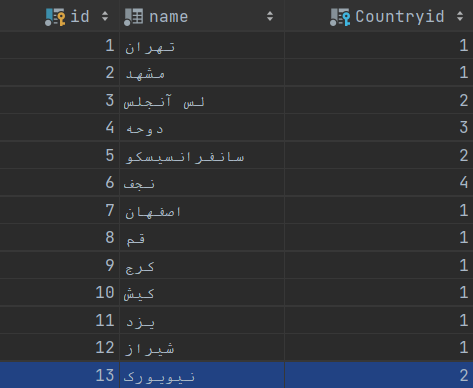 id name Countryid
1 تهران 1
2 مشهد 1
3 لس آنجلس 2
4 دوحه 3
5 سانفرانسیسکو 2
6 نجف 4
7 اصفهان 1
8 قم 1
9 کرج 1
10 کیش 1
11 یزد 1
12 شیراز 1
13 نیویورک 2